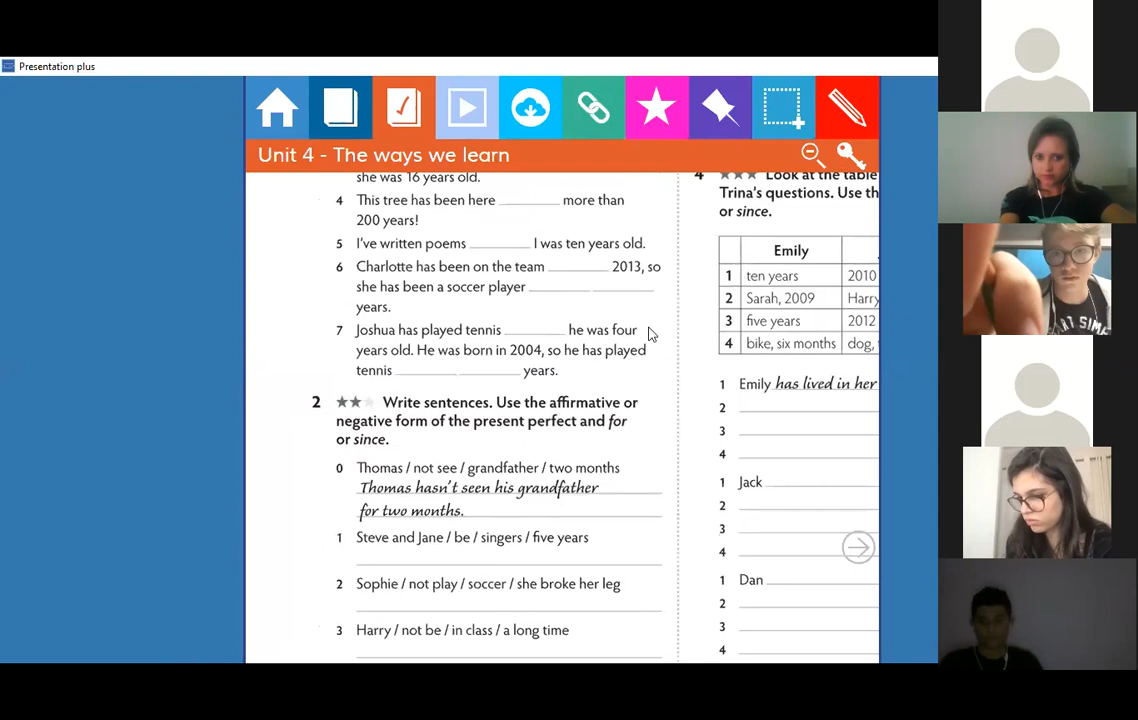 Presentation plus
Unit 4 - The ways we learn
she was 16 years old.
4 This tree has been here ________ more than
200 years!
5 I've written poems ________ I was ten years old.
6 Charlotte has been on the team ________ 2013, so
she has been a soccer player ________ ________
years.
7 Joshua has played tennis ________ he was four
years old. He was born in 2004, so he has played
tennis ________ ________ years.
2 Write sentences. Use the affirmative or
negative form of the present perfect and for
or since.
0 Thomas / not see / grandfather / two months
Thomas hasn't seen his grandfather
for two months.
1 Steve and Jane / be / singers / five years
2 Sophie / not play / soccer / she broke her leg
3 Harry / not be / in class / a long time
4 Look at the table
Trina's questions. Use th
or since.
Emily
1 ten years 2010
2 Sarah, 2009 Harry
3 five years 2012
4 bike, six months dog,
1 Emily has lived in her
2
3
4
1 Jack
2
3
4
1 Dan
2
3
4